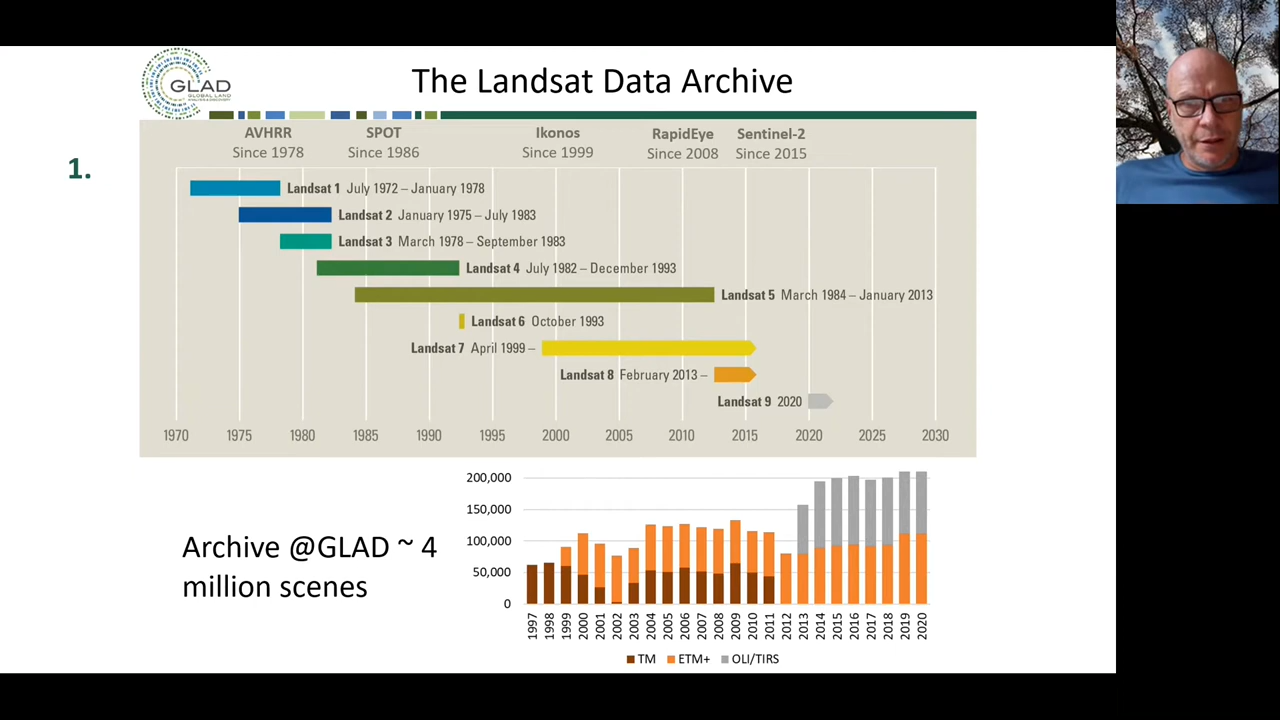 GLAD
GLOBAL LAND
ANALYSIS & DISCOVERY
The Landsat Data Archive
1.
AVHRR
Since 1978
SPOT
Since 1986
Ikonos
Since 1999
RapidEye
Since 2008
Sentinel-2
Since 2015
Landsat 1 July 1972 – January 1978
Landsat 2 January 1975 – July 1983
Landsat 3 March 1978 – September 1983
Landsat 4 July 1982 – December 1993
Landsat 5 March 1984 – January 2013
Landsat 6 October 1993
Landsat 7 April 1999 –
Landsat 8 February 2013 –
Landsat 9 2020
1970 1975 1980 1985 1990 1995 2000 2005 2010 2015 2020 2025 2030
Archive @GLAD ~ 4
million scenes
200,000
150,000
100,000
50,000
0
1997 1998 1999 2000 2001 2002 2003 2004 2005 2006 2007 2008 2009 2010 2011 2012 2013 2014 2015 2016 2017 2018 2019 2020
TM ETM+ OLI/TIRS